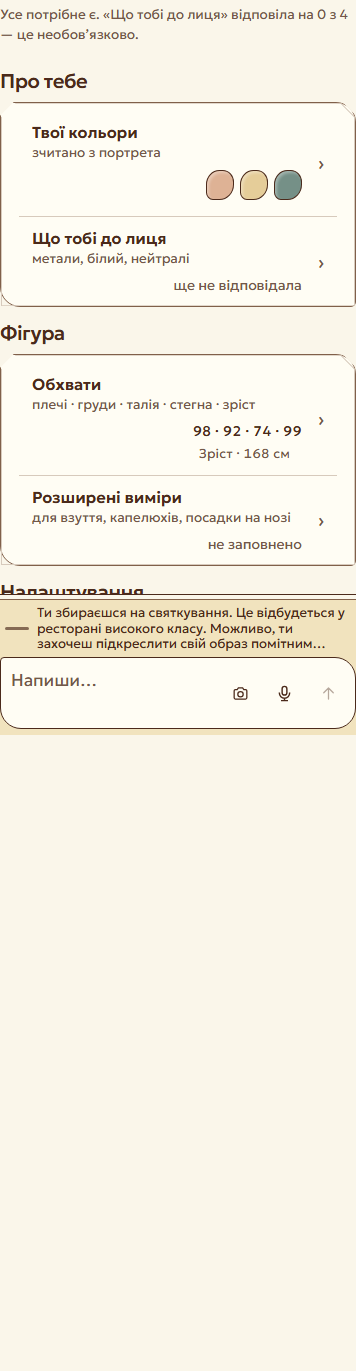 Усе потрібне є. «Що тобі до лиця» відповіла на 0 з 4
— це необов’язково.
Про тебе
Твої кольори
зчитано з портрета
Що тобі до лиця
метали, білий, нейтралі
ще не відповідала
Фігура
Обхвати
плечі · груди · талія · стегна · зріст
98 · 92 · 74 · 99
Зріст · 168 см
Розширені виміри
для взуття, капелюхів, посадки на нозі
не заповнено
Налаштування
Ти збираєшся на святкування. Це відбудеться у
ресторані високого класу. Можливо, ти
захочеш підкреслити свій образ помітним…
Напиши…